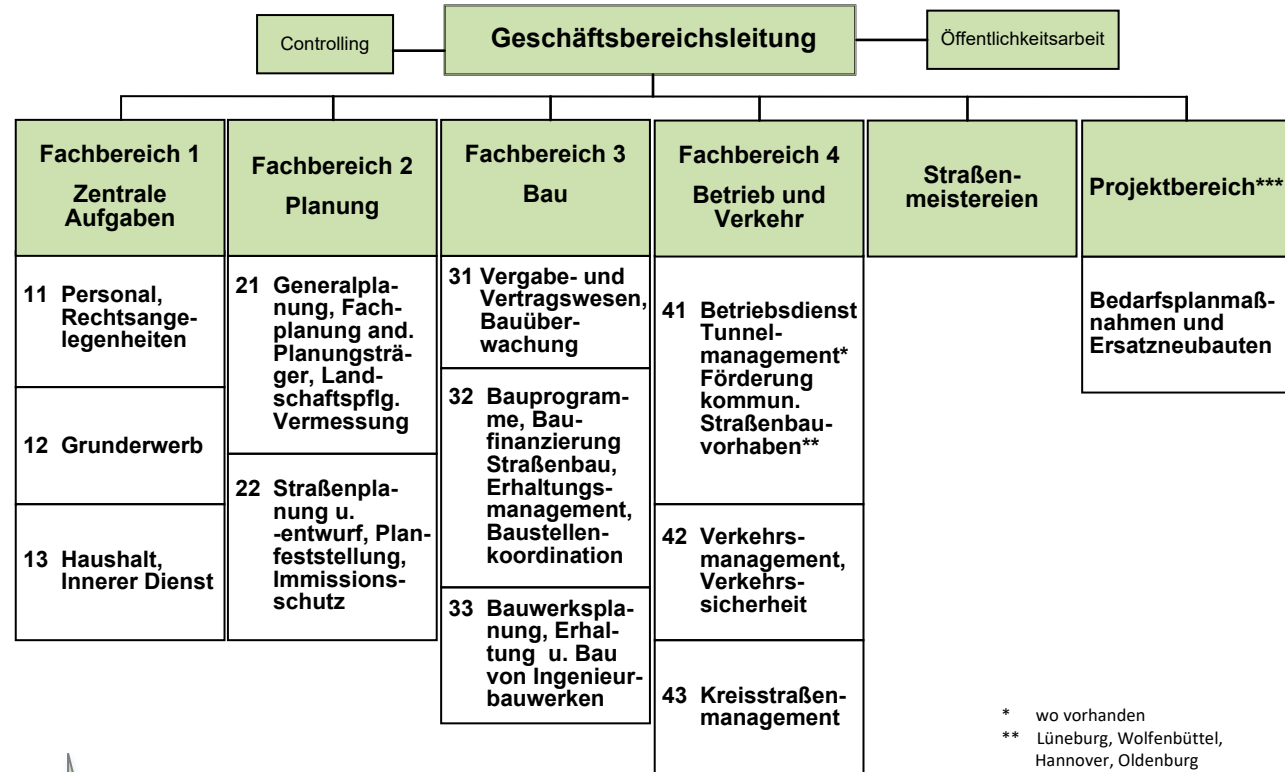 Controlling
Geschäftsbereichsleitung
Öffentlichkeitsarbeit
Fachbereich 1
Zentrale
Aufgaben
11 Personal,
Rechtsange-
legenheiten
12 Grunderwerb
13 Haushalt,
Innerer Dienst
Fachbereich 2
Planung
21 Generalpla-
nung, Fach-
planung and.
Planungsträ-
ger, Land-
schaftspflg.
Vermessung
22 Straßenpla-
nung u.
-entwurf, Plan-
feststellung,
Immissions-
schutz
Fachbereich 3
Bau
31 Vergabe- und
Vertragswesen,
Bauüber-
wachung
32 Bauprogram-
me, Bau-
finanzierung
Straßenbau,
Erhaltungs-
management,
Baustellen-
koordination
33 Bauwerkspla-
nung, Erhal-
tung u. Bau
von Ingenieur-
bauwerken
Fachbereich 4
Betrieb und
Verkehr
41 Betriebsdienst
Tunnel-
management*
Förderung
kommun.
Straßenbau-
vorhaben**
42 Verkehrs-
management,
Verkehrs-
sicherheit
43 Kreisstraßen-
management
Straßen-
meistereien
Projektbereich***
Bedarfsplanmaß-
nahmen und
Ersatzneubauten
* wo vorhanden
** Lüneburg, Wolfenbüttel,
Hannover, Oldenburg